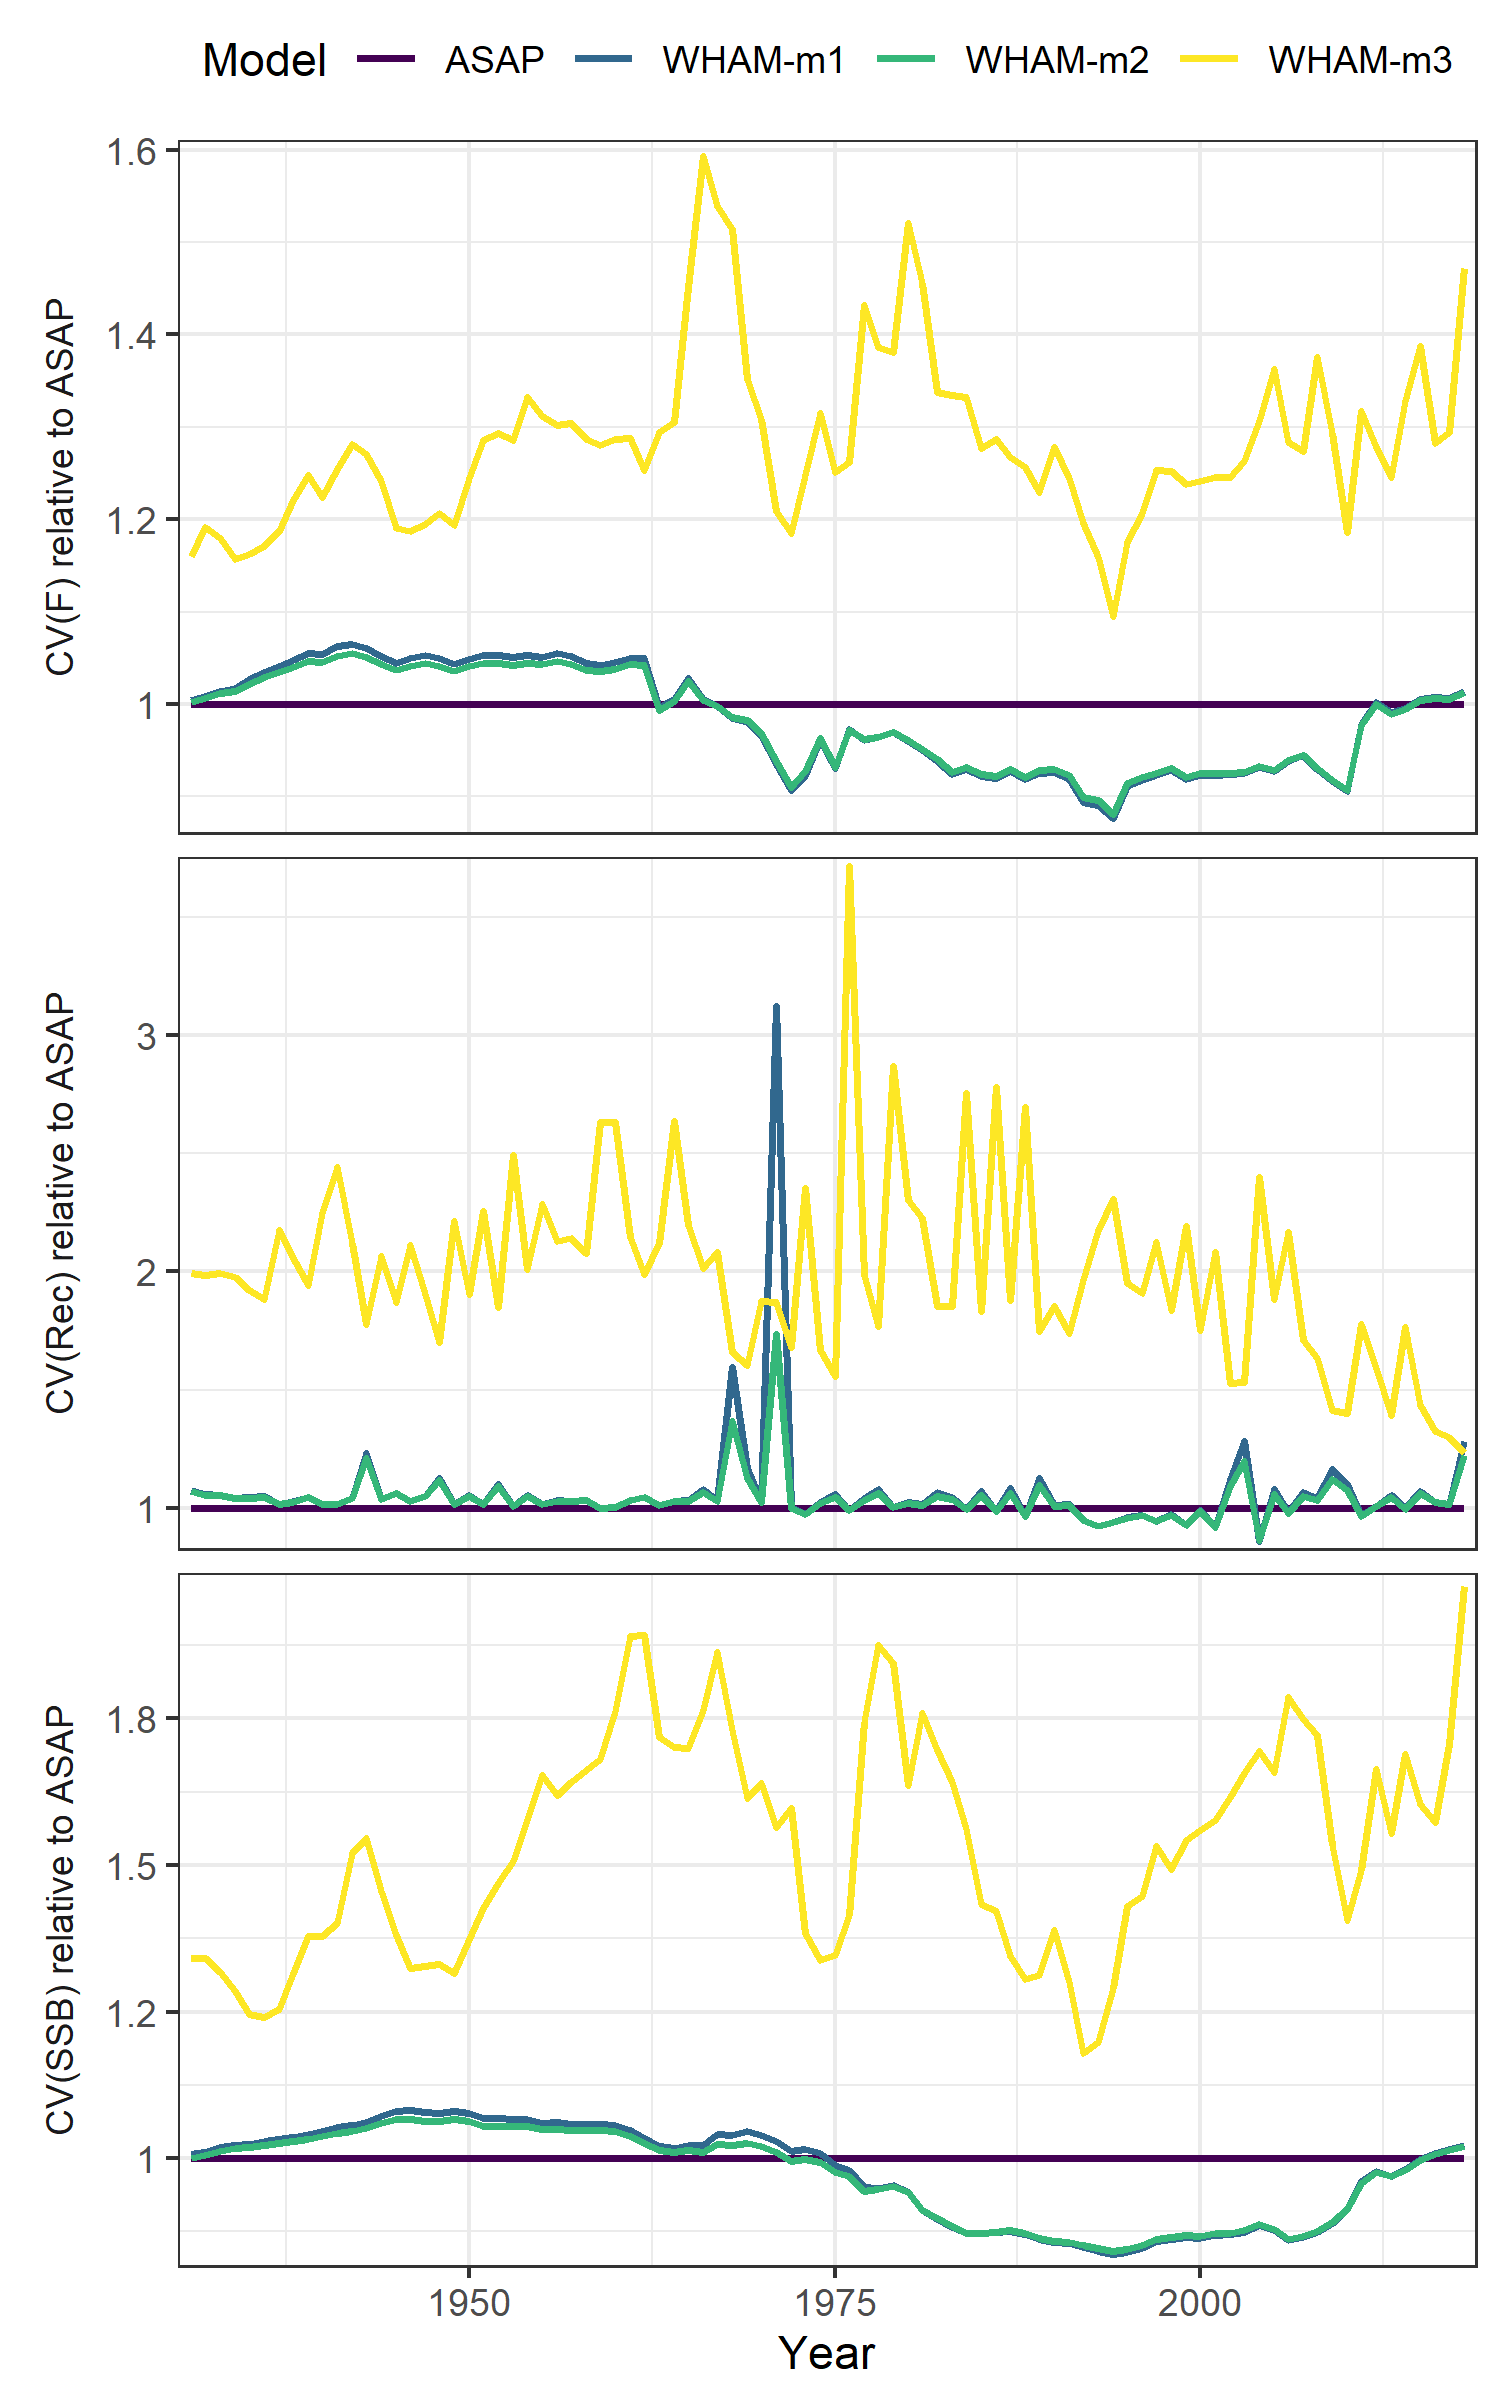 Model ASAP WHAM-m1 WHAM-m2 WHAM-m3
CV(F) relative to ASAP
1.6
1.4
1.2
1
CV(Rec) relative to ASAP
3
2
1
CV(SSB) relative to ASAP
1.8
1.5
1.2
1
1950 1975 2000
Year